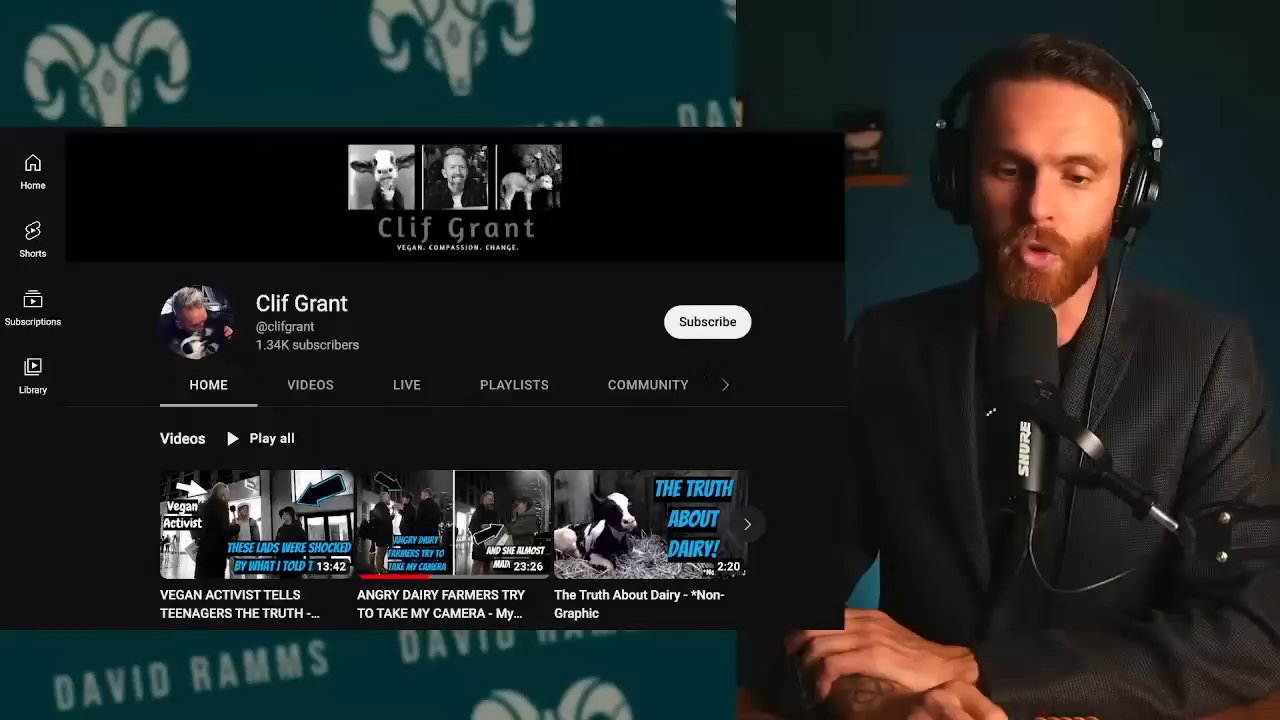 DAV
Home
Shorts
Subscriptions
Library
Clif Grant
VEGAN. COMPASSION. CHANGE.
Clif Grant
@clifgrant
1.34K subscribers
Subscribe
HOME
VIDEOS
LIVE
PLAYLISTS
COMMUNITY
Videos
Play all
Vegan
Activist
THESE LADS WERE SHOCKED
BY WHAT I TOLD T
13:42
VEGAN ACTIVIST TELLS
TEENAGERS THE TRUTH -...
ANGRY DAIRY
FARMERS TRY TO
TAKE MY CAMERA
AND SHE ALMOST
MAD
23:26
ANGRY DAIRY FARMERS TRY
TO TAKE MY CAMERA - My...
THE TRUTH
ABOUT
DAIRY!
2:20
The Truth About Dairy - *Non-
Graphic
DAVID RAMMS
DAVID RAMMS
SHURE